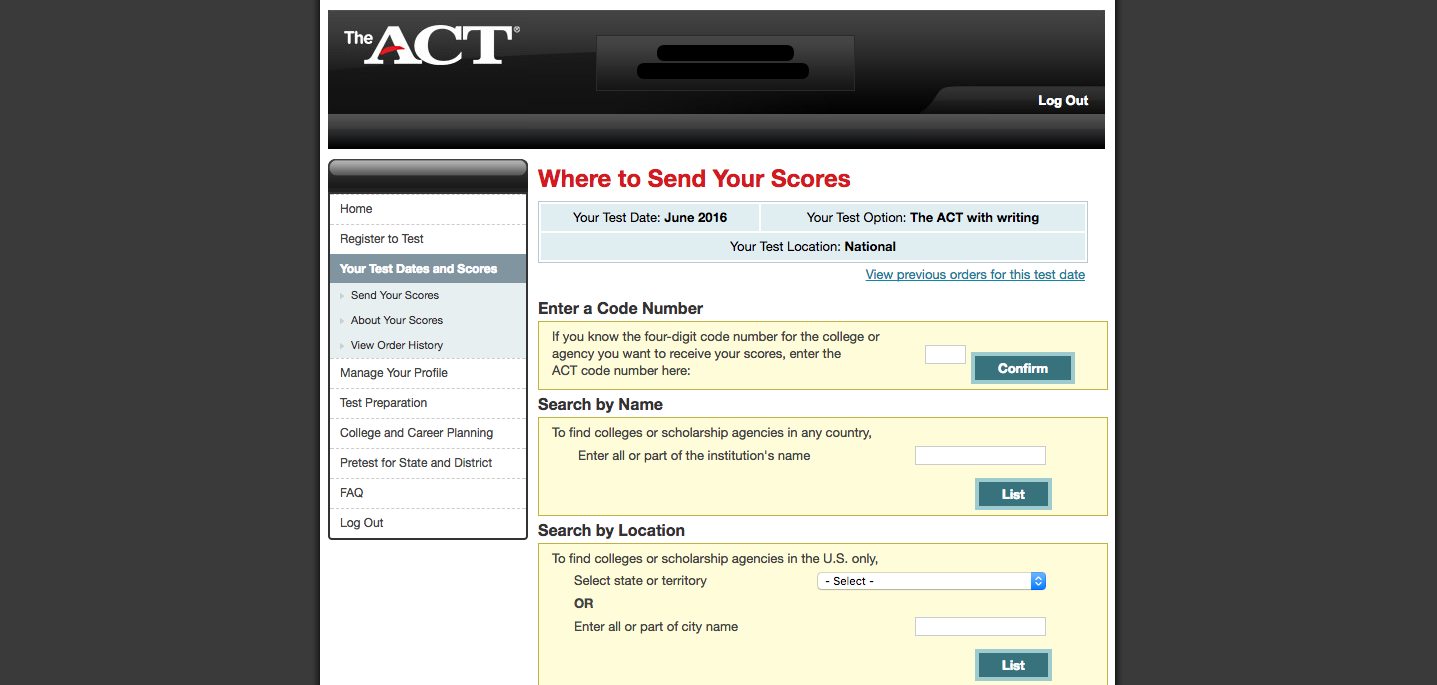 The ACT®
Log Out
Home
Register to Test
Your Test Dates and Scores
Send Your Scores
About Your Scores
View Order History
Manage Your Profile
Test Preparation
College and Career Planning
Pretest for State and District
FAQ
Log Out
Where to Send Your Scores
Your Test Date: June 2016 Your Test Option: The ACT with writing
Your Test Location: National
View previous orders for this test date
Enter a Code Number
If you know the four-digit code number for the college or
agency you want to receive your scores, enter the
ACT code number here:
Confirm
Search by Name
To find colleges or scholarship agencies in any country,
Enter all or part of the institution's name
List
Search by Location
To find colleges or scholarship agencies in the U.S. only,
Select state or territory - Select -
OR
Enter all or part of city name
List